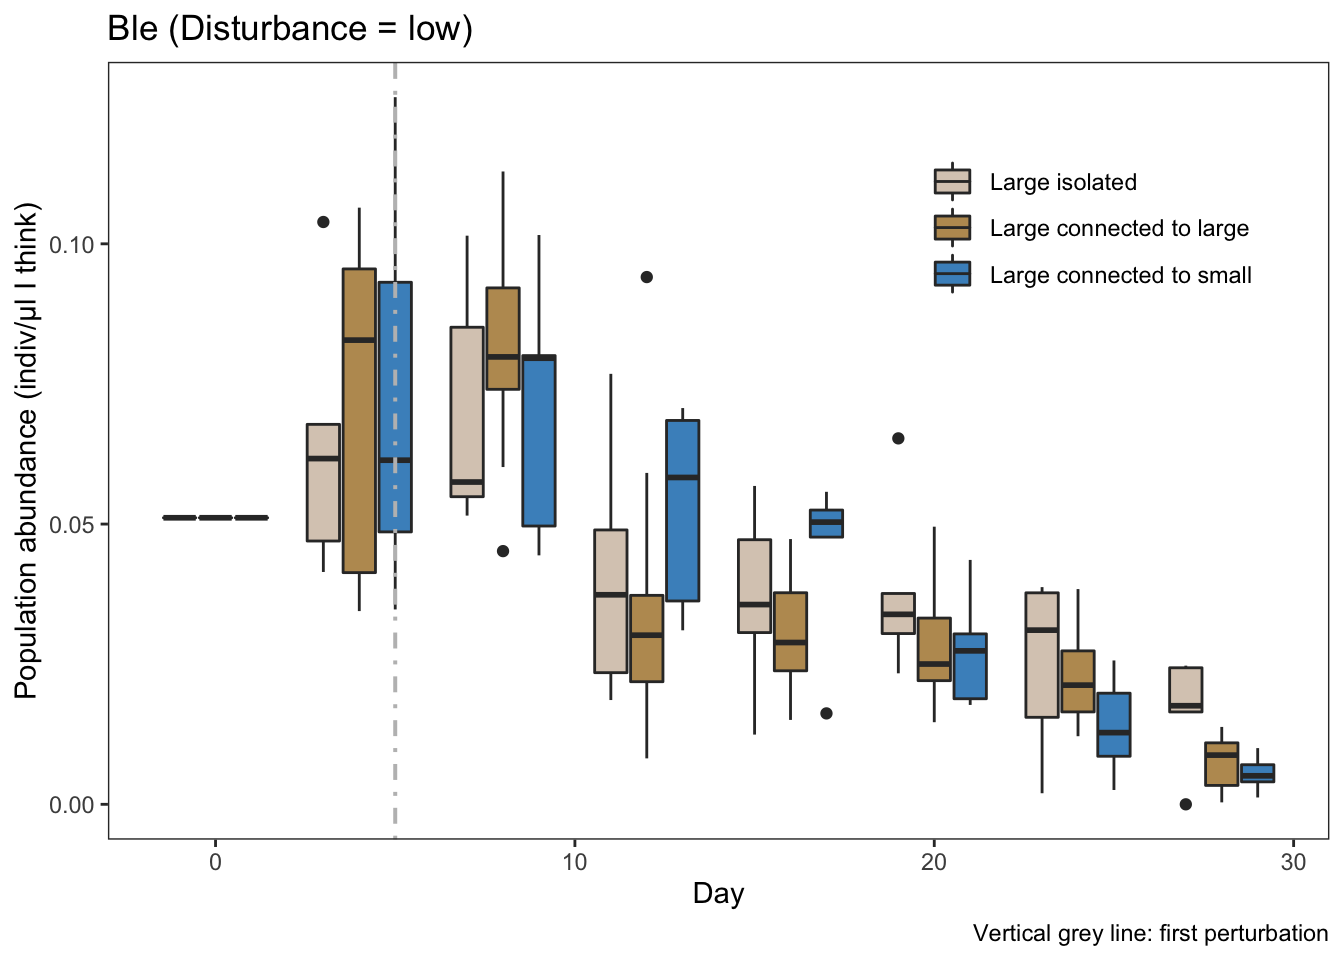 Ble (Disturbance = low)
Population abundance (indiv/μl I think)
0.10
0.05
0.00
Large isolated
Large connected to large
Large connected to small
0
10
20
30
Day
Vertical grey line: first perturbation